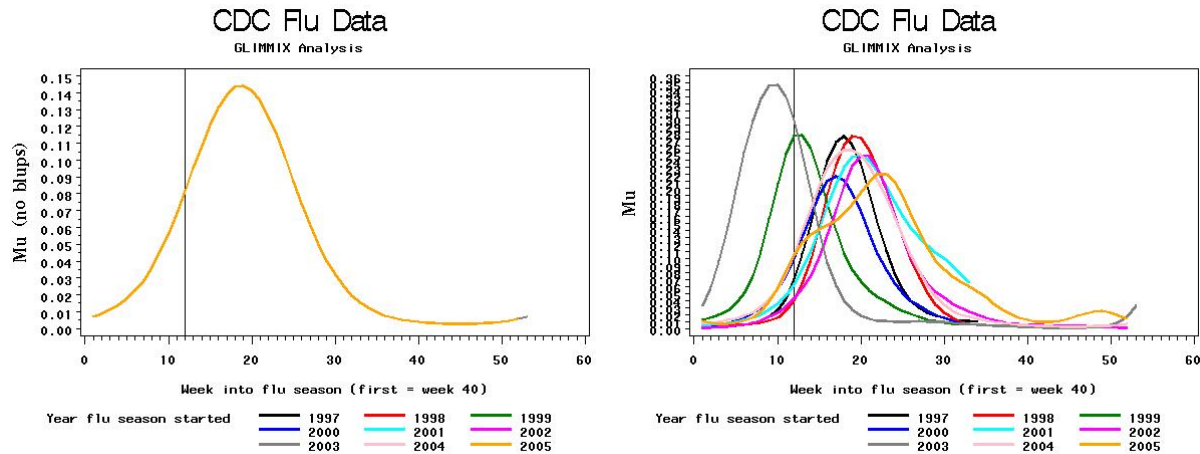 CDC Flu Data
GLIMMIX Analysis
Mu (no blups)
0.15
0.14
0.13
0.12
0.11
0.10
0.09
0.08
0.07
0.06
0.05
0.04
0.03
0.02
0.01
0.00
0 10 20 30 40 50 60
Week into flu season (first = week 40)
Year flu season started 1997 1998 1999
2000 2001 2002
2003 2004 2005
CDC Flu Data
GLIMMIX Analysis
Mu
0.36
0.00
0 10 20 30 40 50 60
Week into flu season (first = week 40)
Year flu season started 1997 1998 1999
2000 2001 2002
2003 2004 2005